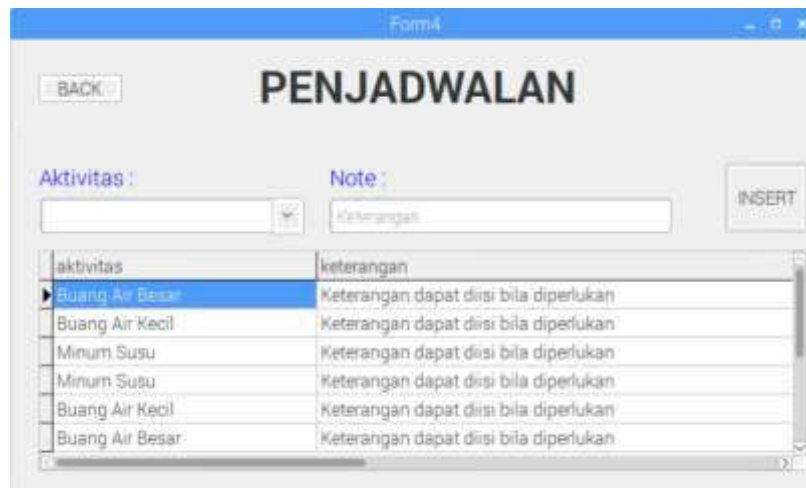 Form4
BACK
PENJADWALAN
Aktivitas :
Note :
Keterangan
INSERT
aktivitas keterangan
Buang Air Besar Keterangan dapat diisi bila diperlukan
Buang Air Kecil Keterangan dapat diisi bila diperlukan
Minum Susu Keterangan dapat diisi bila diperlukan
Minum Susu Keterangan dapat diisi bila diperlukan
Buang Air Kecil Keterangan dapat diisi bila diperlukan
Buang Air Besar Keterangan dapat diisi bila diperlukan